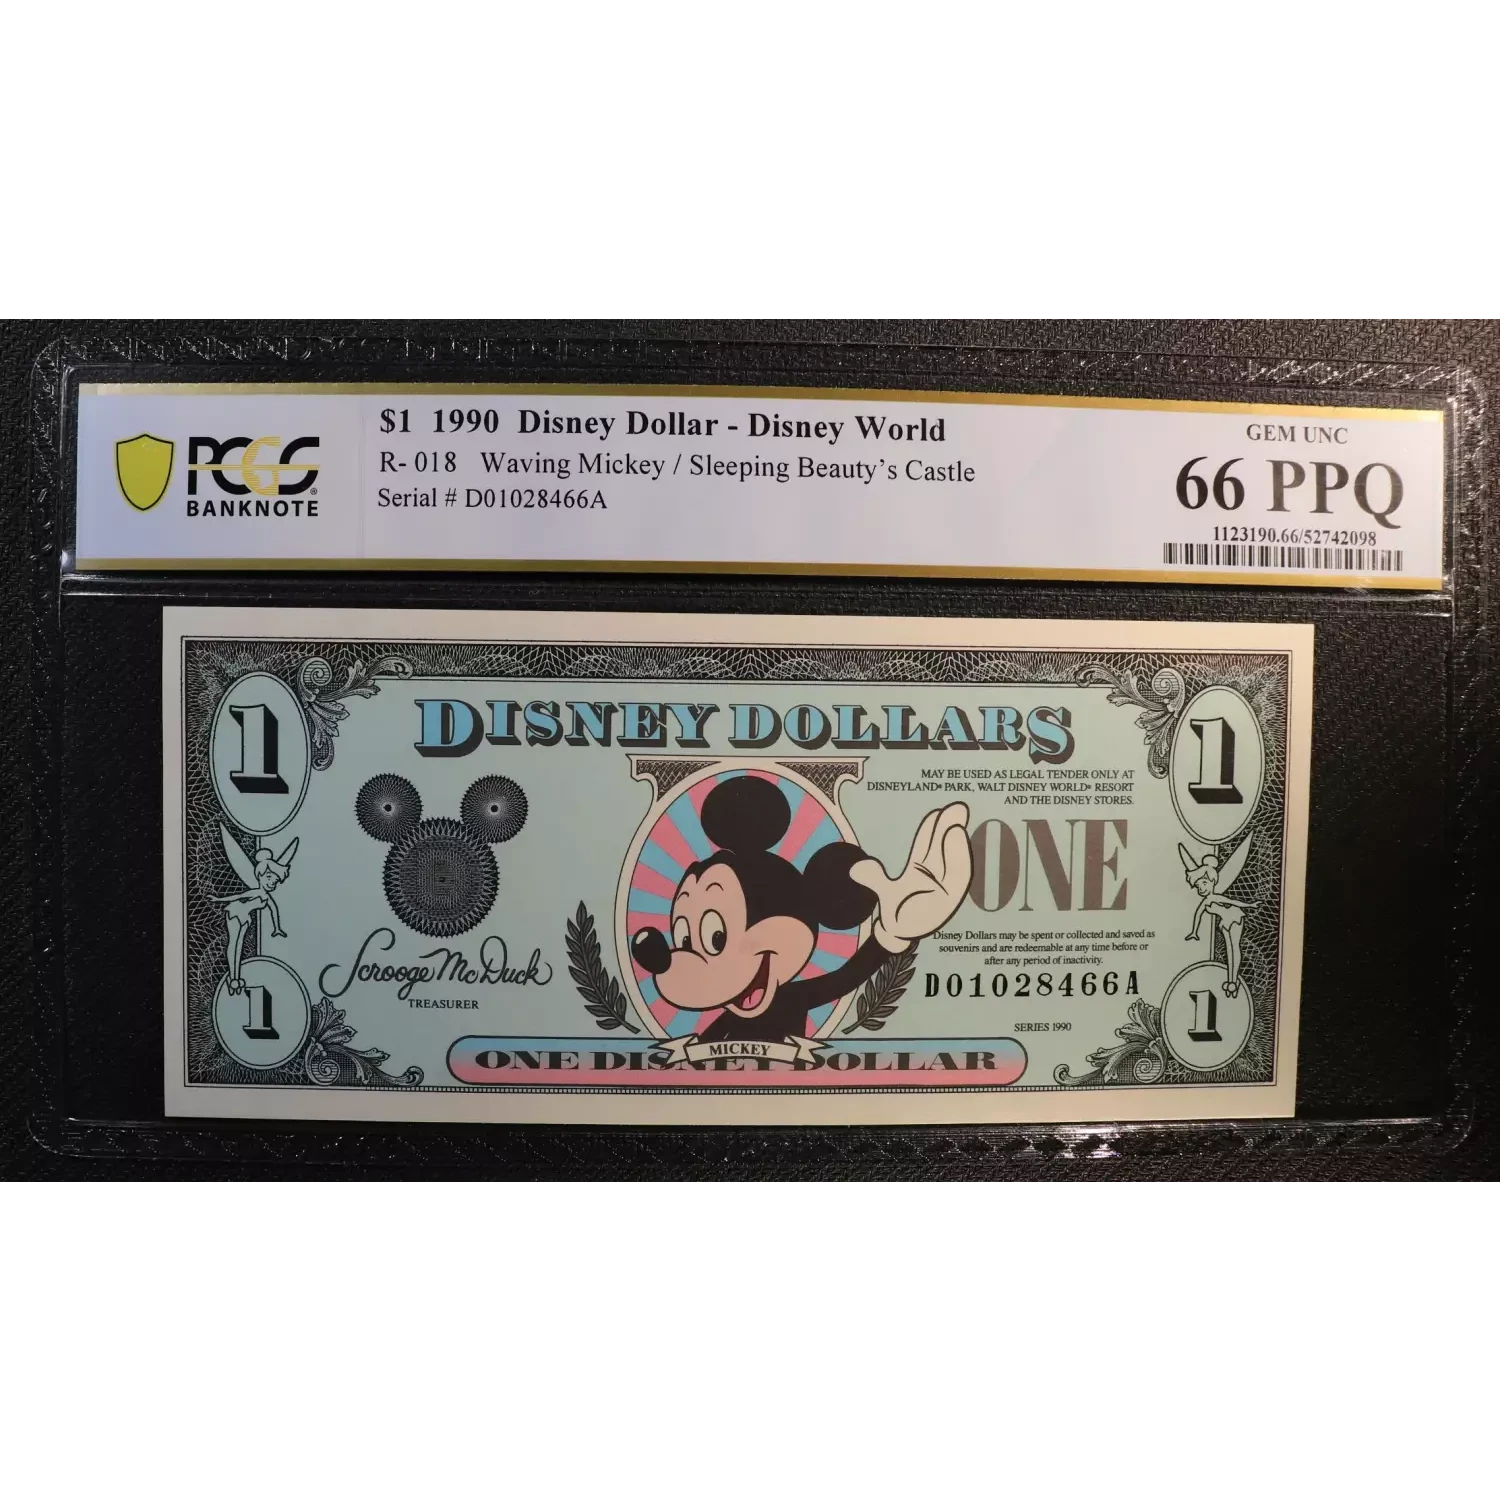 PCGS®
BANKNOTE
$1 1990 Disney Dollar - Disney World
R- 018 Waving Mickey / Sleeping Beauty's Castle
Serial # D01028466A
GEM UNC
66 PPQ
1123190.66/52742098
1
1
DISNEY DOLLARS
MAY BE USED AS LEGAL TENDER ONLY AT
DISNEYLAND® PARK, WALT DISNEY WORLD® RESORT
AND THE DISNEY STORES.
ONE
Disney Dollars may be spent or collected and saved as
souvenirs and are redeemable at any time before or
after any period of inactivity.
D01028466A
SERIES 1990
Scrooge McDuck
TREASURER
1
1
MICKEY
ONE DISNEY DOLLAR